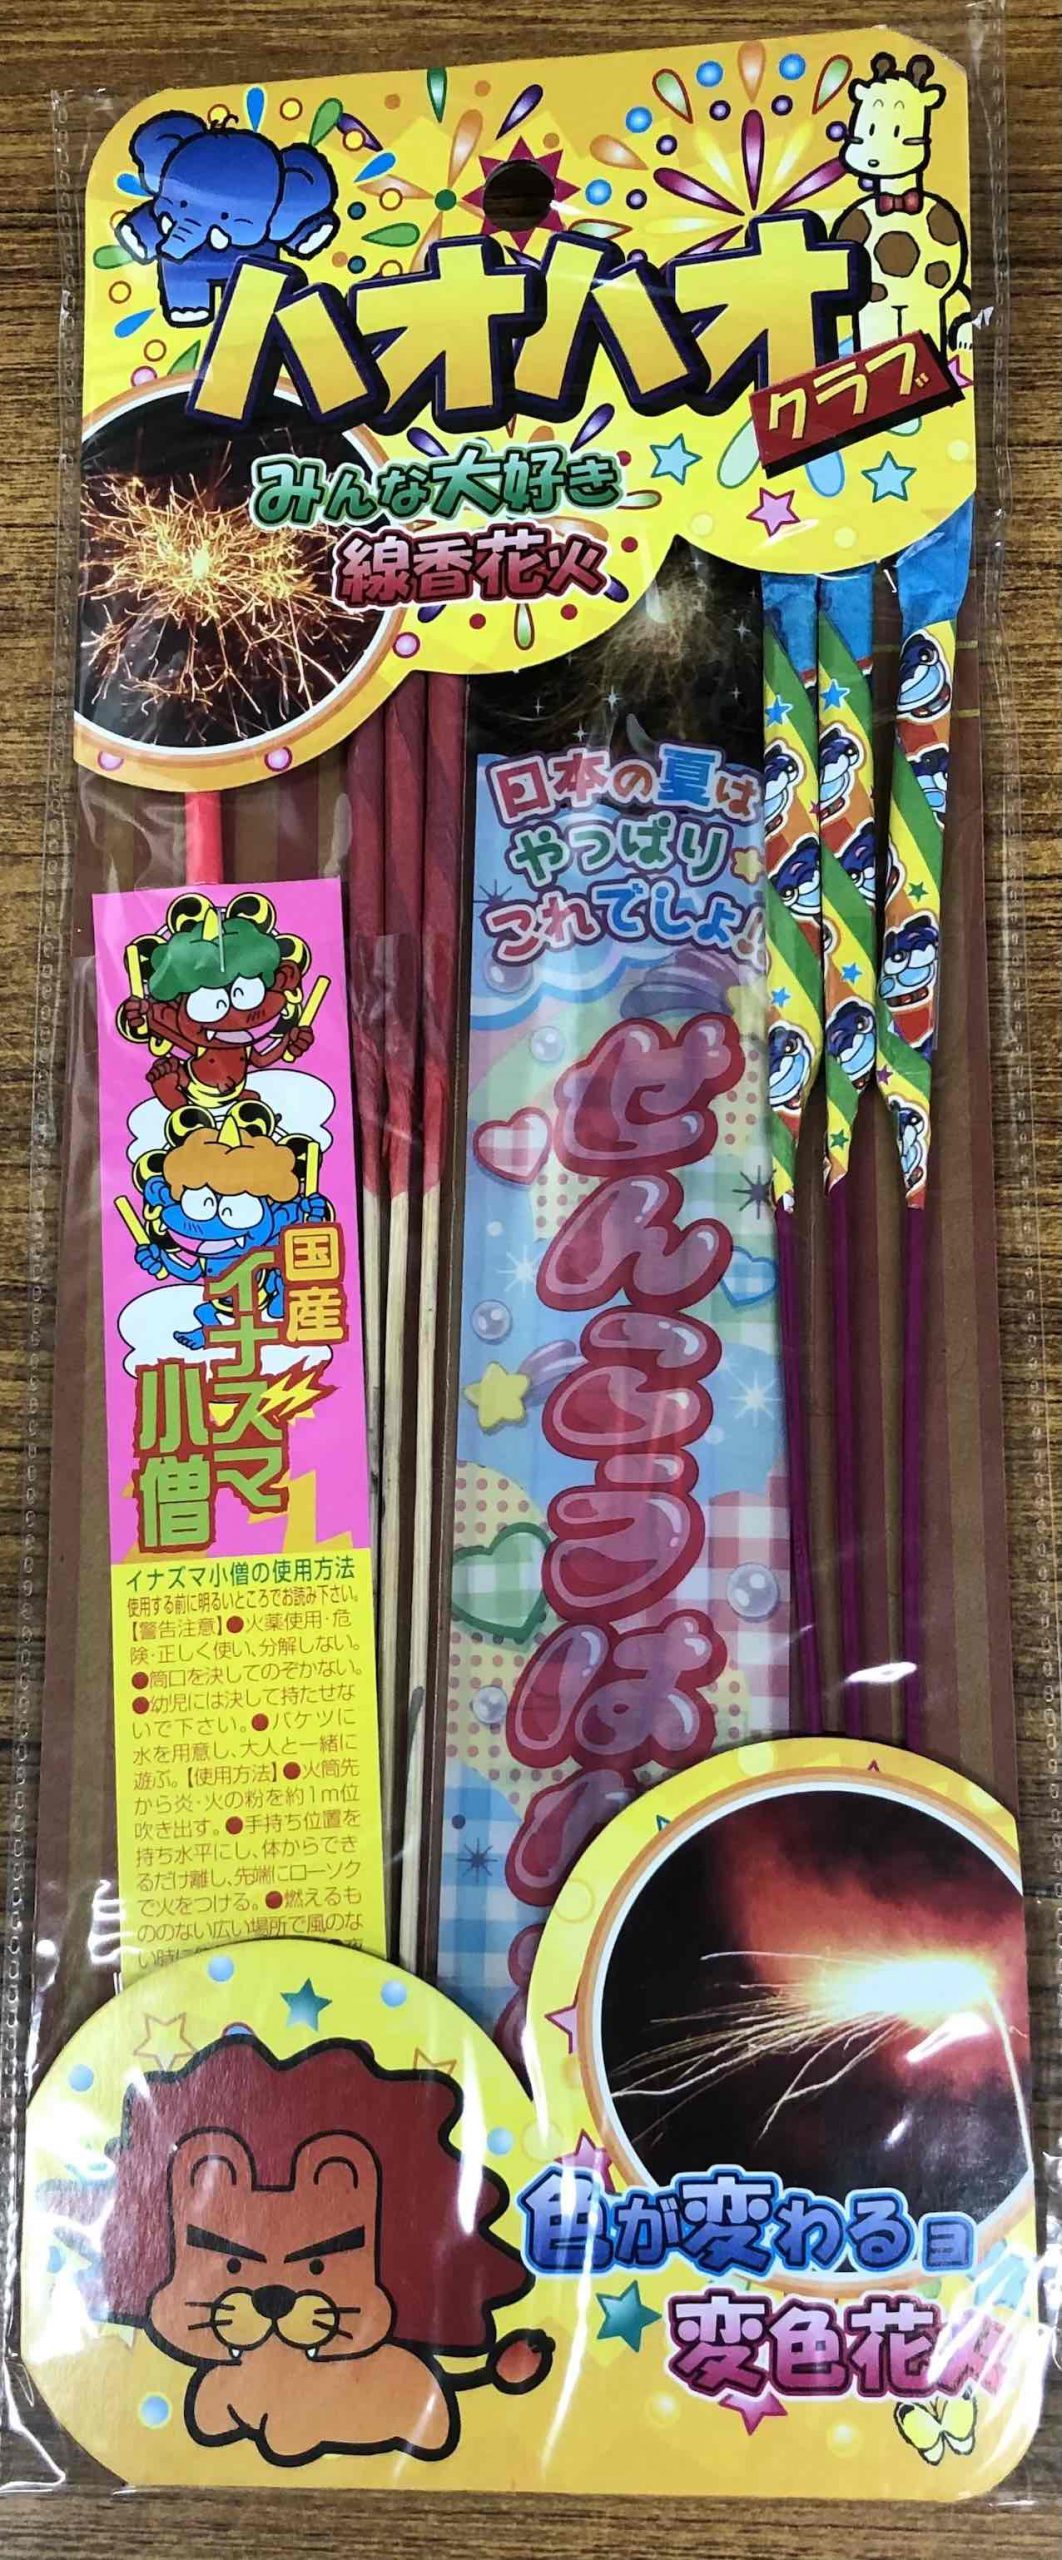 ハオハオ
クラブ
みんな大好き
線香花火
日本の夏は
やっぱり
これでしょ!
せんこうはな
国産
イナズマ
小僧
イナズマ小僧の使用方法
使用する前に明るいところでお読み下さい。
【警告注意】●火薬使用・危
険・正しく使い、分解しない。
●筒口を決してのぞかない。
●幼児には決して持たせな
いで下さい。●バケツに
水を用意し、大人と一緒に
遊ぶ。【使用方法】●火筒先
から炎・火の粉を約1m位
吹き出す。●手持ち位置を
持ち水平にし、体からでき
るだけ離し、先端にローソク
で火をつける。●燃えるも
ののない広い場所で風のな
い時に
色が変わるヨ
変色花火